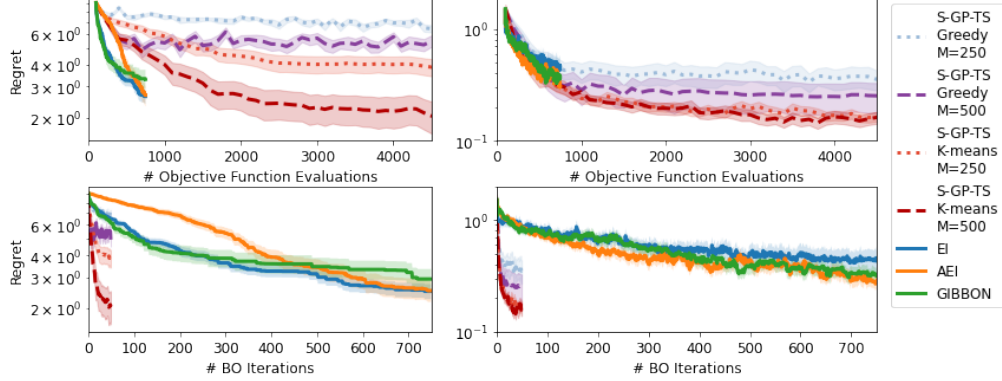 6 × 10⁰
4 × 10⁰
3 × 10⁰
2 × 10⁰
Regret
0 1000 2000 3000 4000
# Objective Function Evaluations
10⁰
10⁻¹
0 1000 2000 3000 4000
# Objective Function Evaluations
6 × 10⁰
4 × 10⁰
3 × 10⁰
2 × 10⁰
Regret
0 100 200 300 400 500 600 700
# BO Iterations
10⁰
10⁻¹
0 100 200 300 400 500 600 700
# BO Iterations
S-GP-TS
Greedy
M=250
S-GP-TS
Greedy
M=500
S-GP-TS
K-means
M=250
S-GP-TS
K-means
M=500
EI
AEI
GIBBON